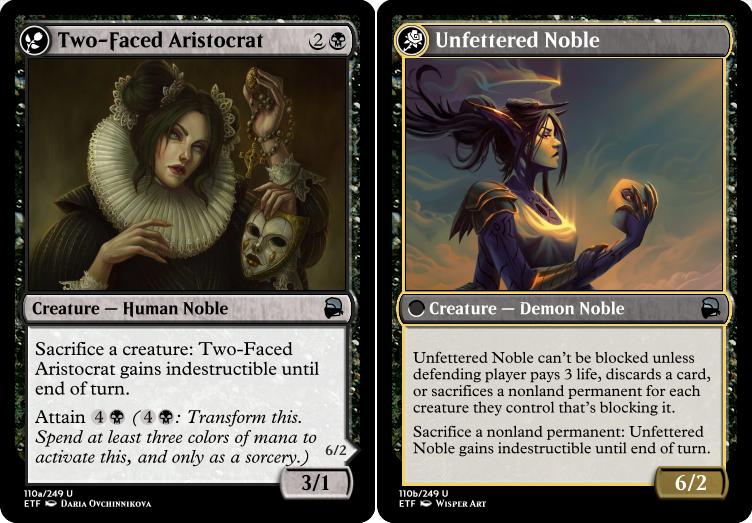 Two-Faced Aristocrat 2
Creature — Human Noble
Sacrifice a creature: Two-Faced
Aristocrat gains indestructible until
end of turn.
Attain 4 ( 4 : Transform this.
Spend at least three colors of mana to
activate this, and only as a sorcery.)
6/2
3/1
110a/249 U
ETF Daria Ovchinnikova
Unfettered Noble
Creature — Demon Noble
Unfettered Noble can't be blocked unless
defending player pays 3 life, discards a card,
or sacrifices a nonland permanent for each
creature they control that's blocking it.
Sacrifice a nonland permanent: Unfettered
Noble gains indestructible until end of turn.
6/2
110b/249 U
ETF Wisper Art